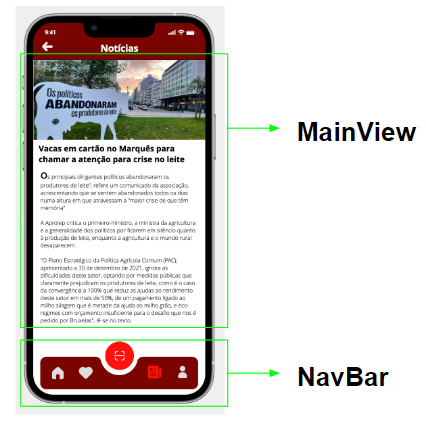 9:41
Notícias
Os políticos
ABANDONARAM
os produtores de leite
Vacas em cartão no Marquês para
chamar a atenção para crise no leite
Os principais dirigentes políticos abandonaram os
produtores de leite", refere um comunicado da associação,
acrescentando que se sentem abandonados todos os dias
numa altura em que atravessam a "maior crise de que têm
memória"
A Aprolep critica o primeiro-ministro, a ministra da agricultura
e a generalidade dos políticos por ficarem em silêncio quanto
à produção de leite, enquanto a agricultura e o mundo rural
desaparecem.
"O Plano Estratégico da Política Agrícola Comum (PAC),
apresentado a 30 de dezembro de 2021, ignora as
dificuldades deste setor, optando por medidas públicas que
claramente prejudicam os produtores de leite, como é o caso
da convergência a 100% que reduz as ajudas ao rendimento
deste setor em mais de 50%, de um pagamento ligado ao
milho silagem que é metade da ajuda ao milho grão, e eco-
regimes com orçamento insuficiente para o desafio que nos é
pedido por Bruxelas", lê-se no texto.
MainView
NavBar